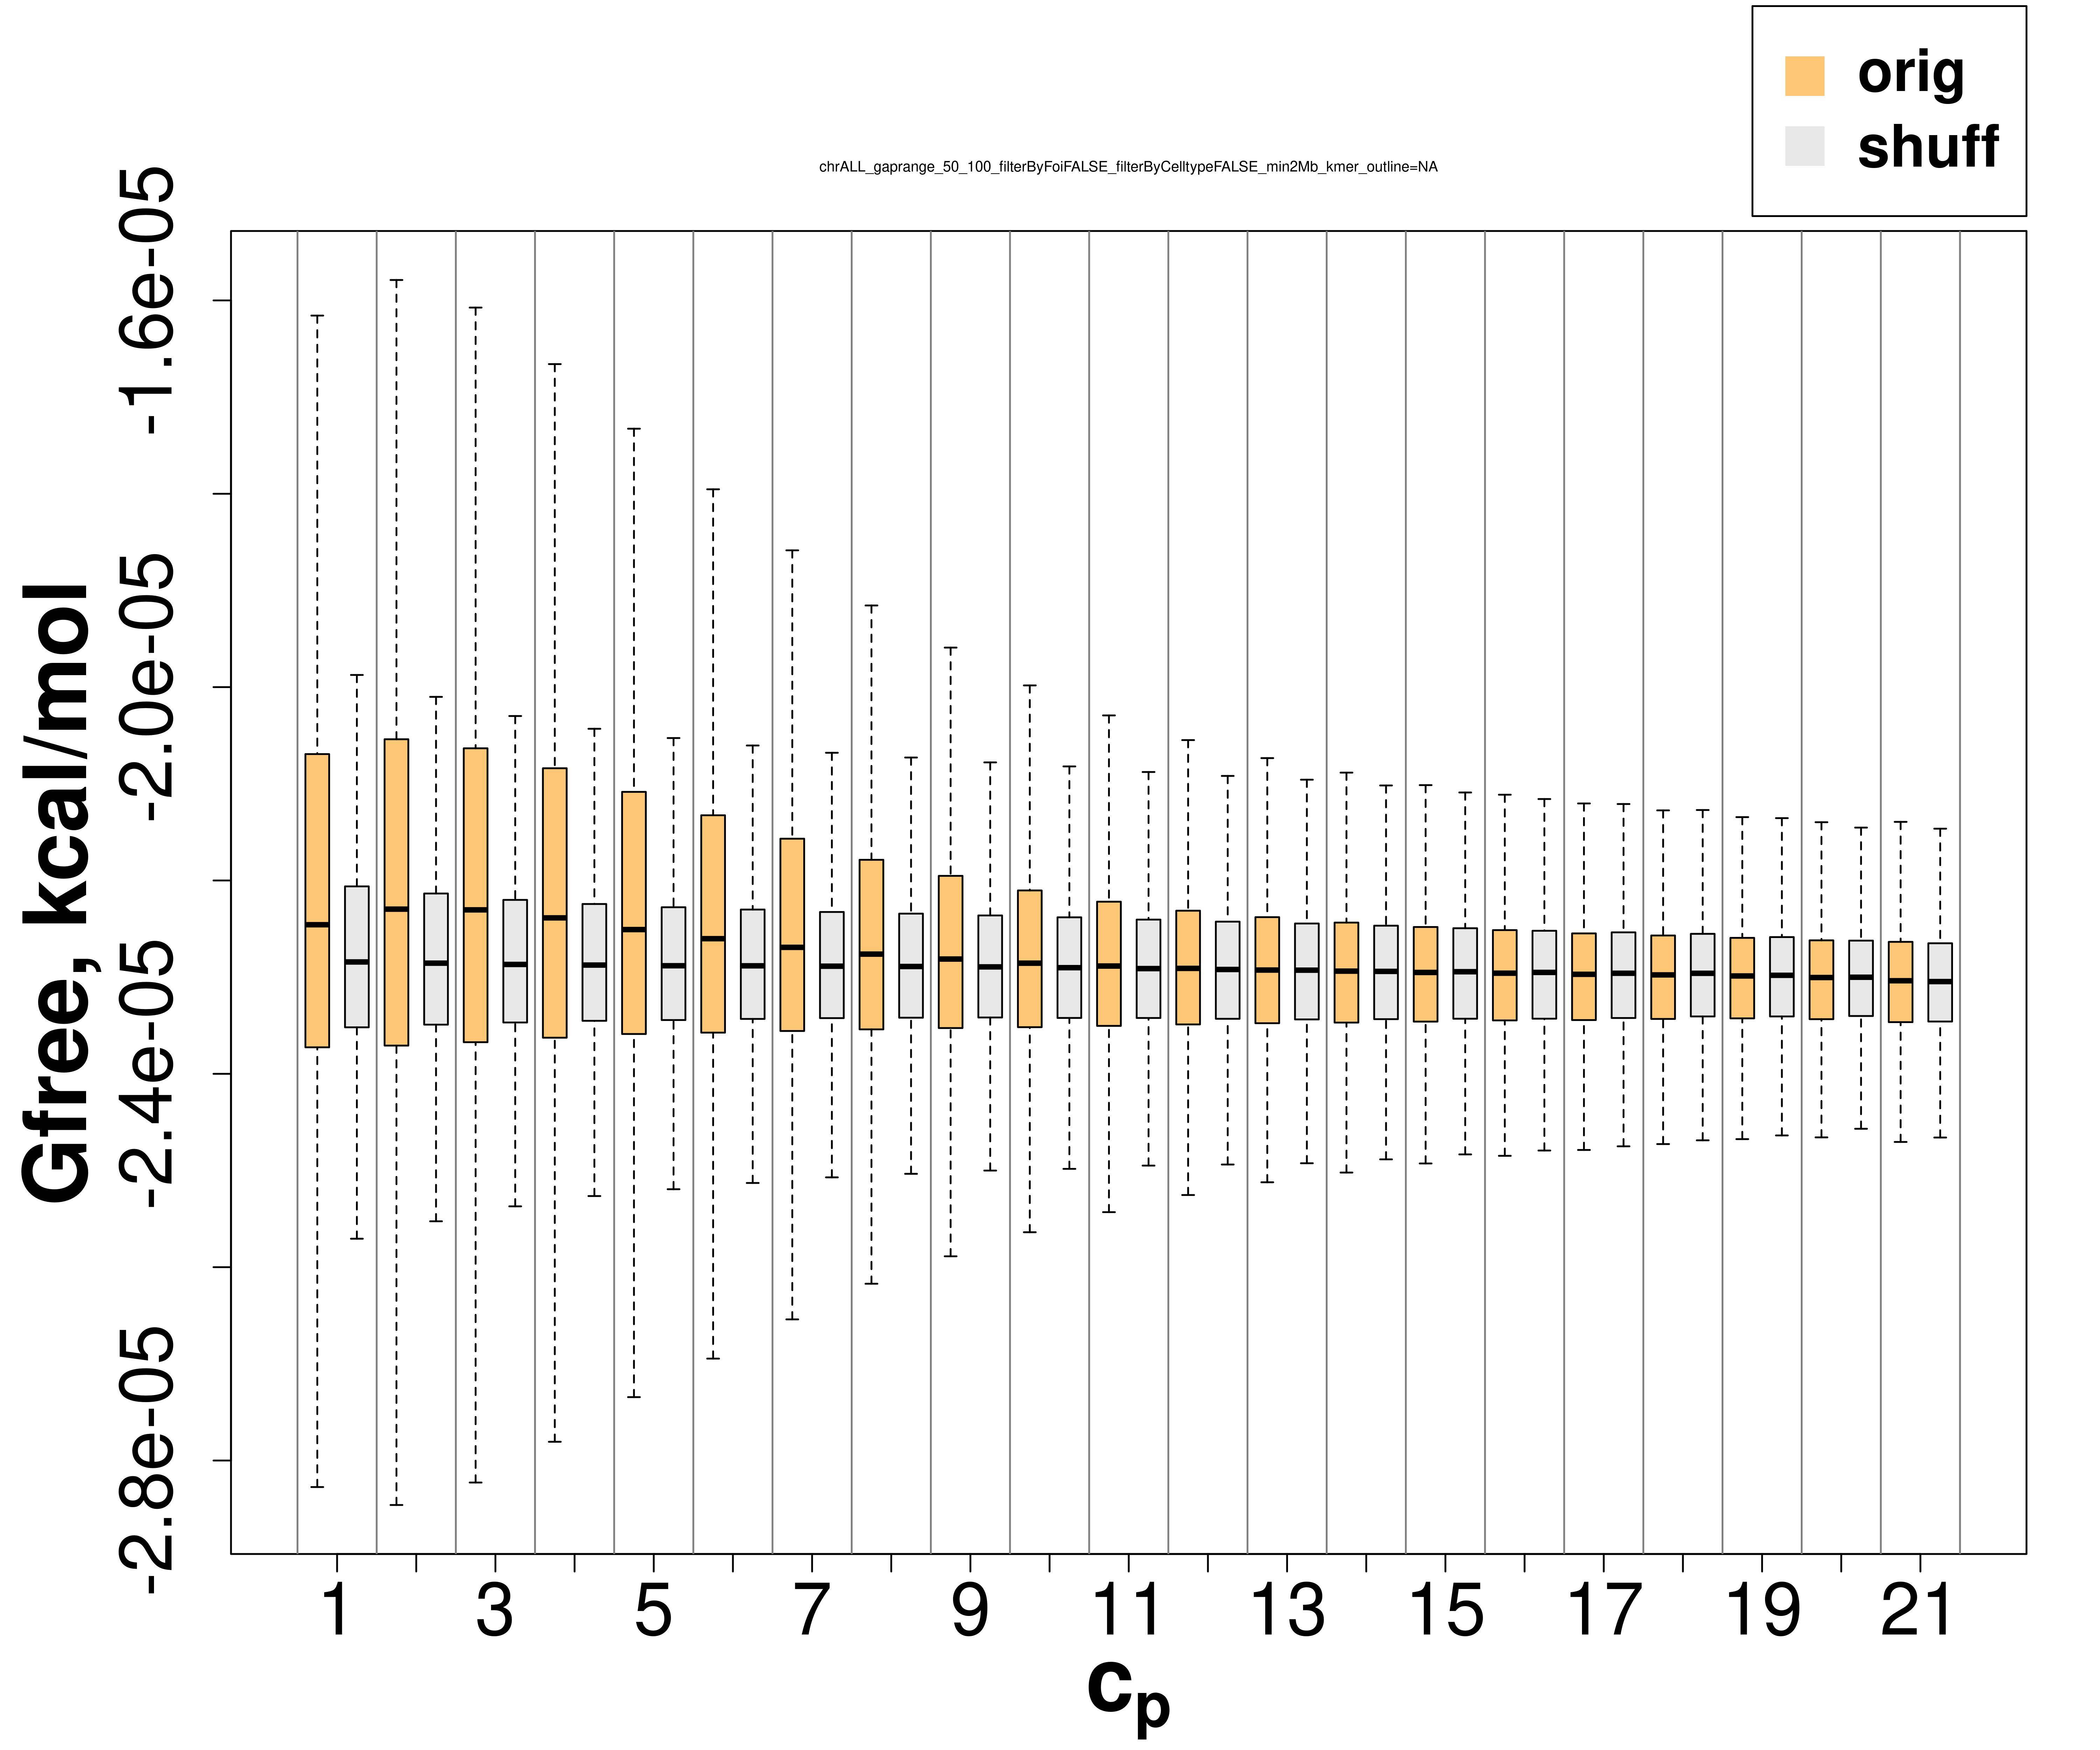 orig
shuff
chrALL_gaprange_50_100_filterByFoiFALSE_filterByCelltypeFALSE_min2Mb_kmer_outline=NA
Gfree, kcal/mol
-1.6e-05
-2.0e-05
-2.4e-05
-2.8e-05
1 3 5 7 9 11 13 15 17 19 21
cp